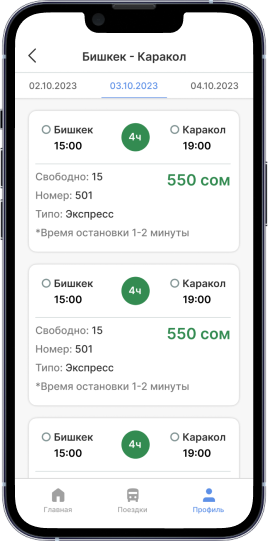 Бишкек - Каракол
02.10.2023 03.10.2023 04.10.2023
Бишкек 4ч Каракол
15:00 19:00
Свободно: 15 550 сом
Номер: 501
Типо: Экспресс
*Время остановки 1-2 минуты
Бишкек 4ч Каракол
15:00 19:00
Свободно: 15 550 сом
Номер: 501
Типо: Экспресс
*Время остановки 1-2 минуты
Бишкек 4ч Каракол
15:00 19:00
Главная Поездки Профиль